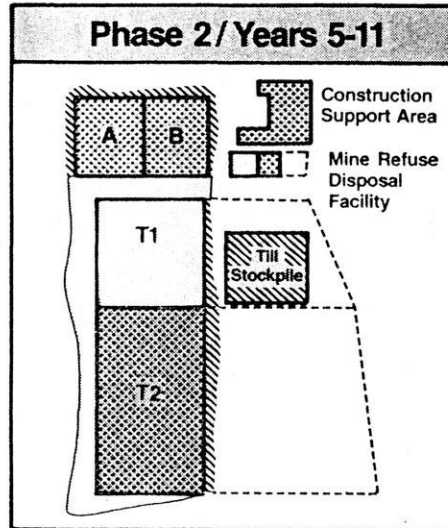 Phase 2/Years 5-11
A
B
Construction
Support Area
Mine Refuse
Disposal
Facility
T1
Till
Stockpile
T2